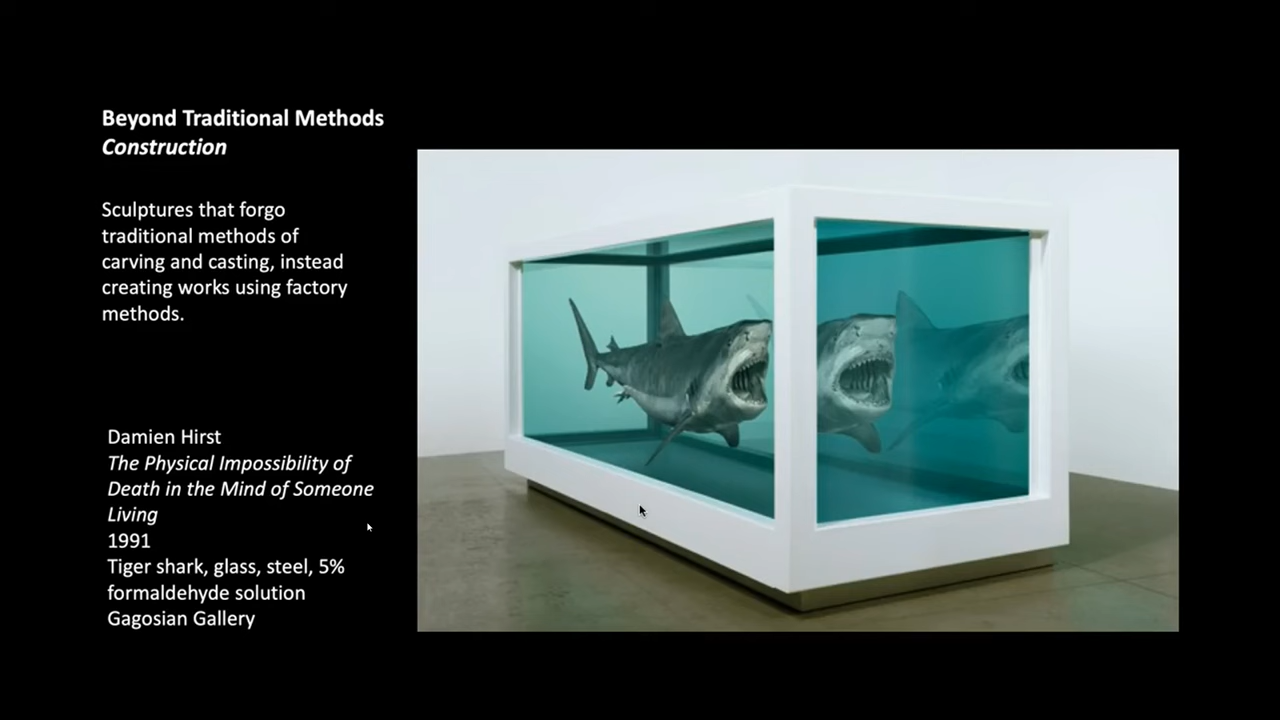 Beyond Traditional Methods
Construction
Sculptures that forgo
traditional methods of
carving and casting, instead
creating works using factory
methods.
Damien Hirst
The Physical Impossibility of
Death in the Mind of Someone
Living
1991
Tiger shark, glass, steel, 5%
formaldehyde solution
Gagosian Gallery